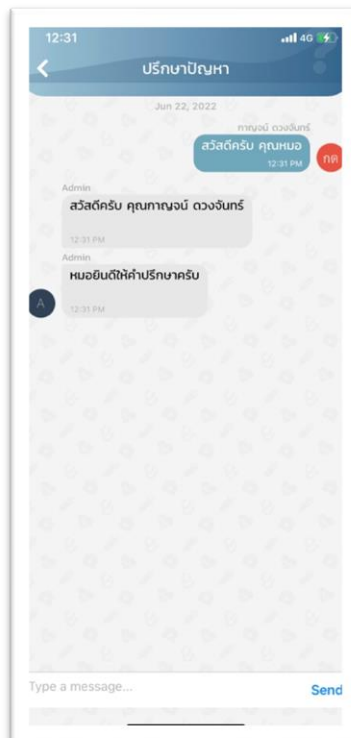 12:31
4G
ปรึกษาปัญหา
Jun 22, 2022
กาญจน์ ดวงจันทร์
สวัสดีครับ คุณหมอ
12:31 PM
กด
Admin
สวัสดีครับ คุณกาญจน์ ดวงจันทร์
12:31 PM
Admin
หมอยินดีให้คำปรึกษาครับ
A
12:31 PM
Type a message...
Send